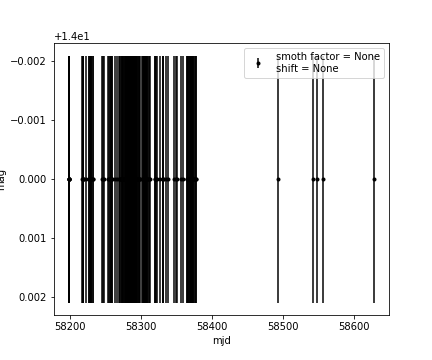 +1.4e1
smoth factor = None
shift = None
−0.002
−0.001
0.000
0.001
0.002
mag
58200 58300 58400 58500 58600
mjd